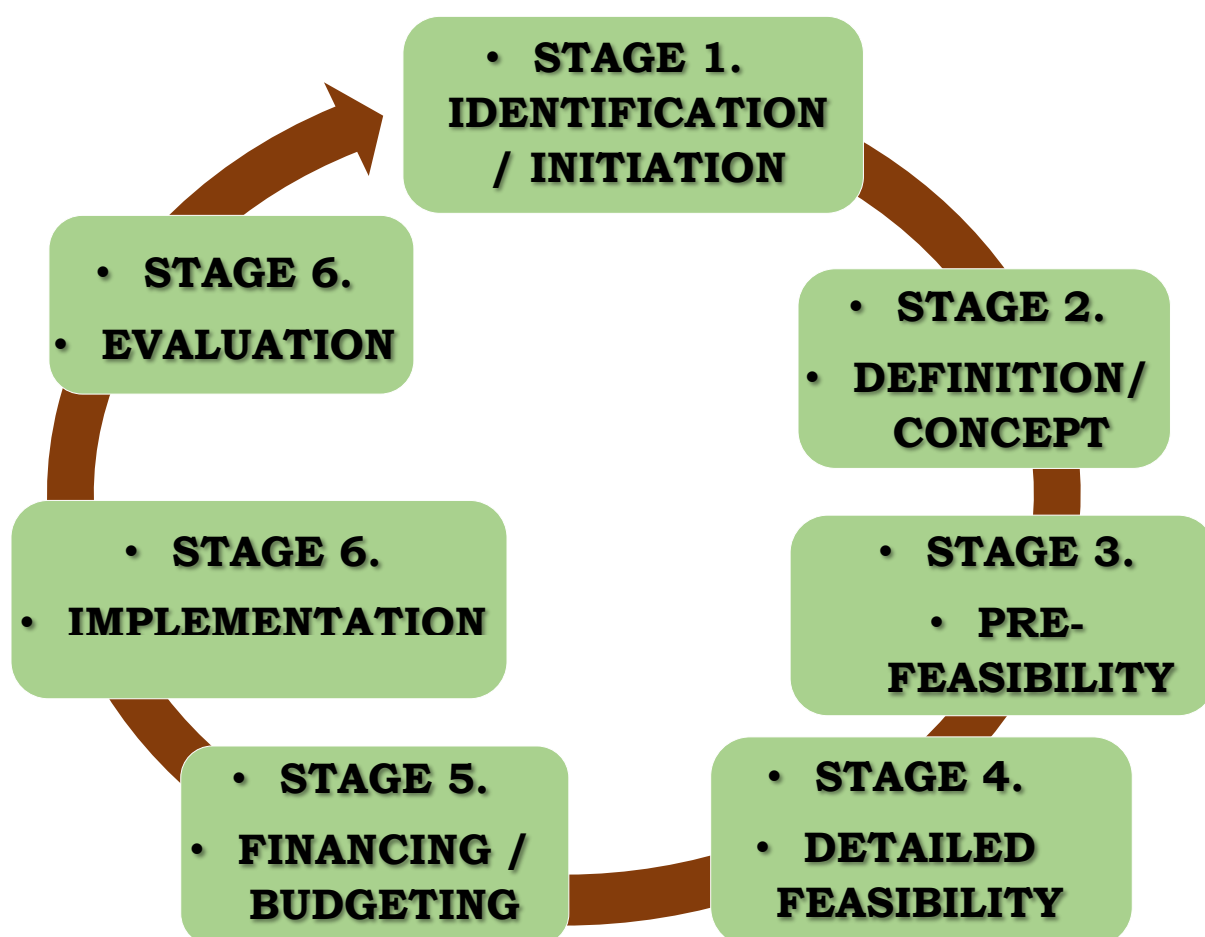 • STAGE 1.
IDENTIFICATION
/ INITIATION
• STAGE 2.
• DEFINITION/
CONCEPT
• STAGE 3.
• PRE-
FEASIBILITY
• STAGE 4.
• DETAILED
FEASIBILITY
• STAGE 5.
• FINANCING /
BUDGETING
• STAGE 6.
• IMPLEMENTATION
• STAGE 6.
• EVALUATION